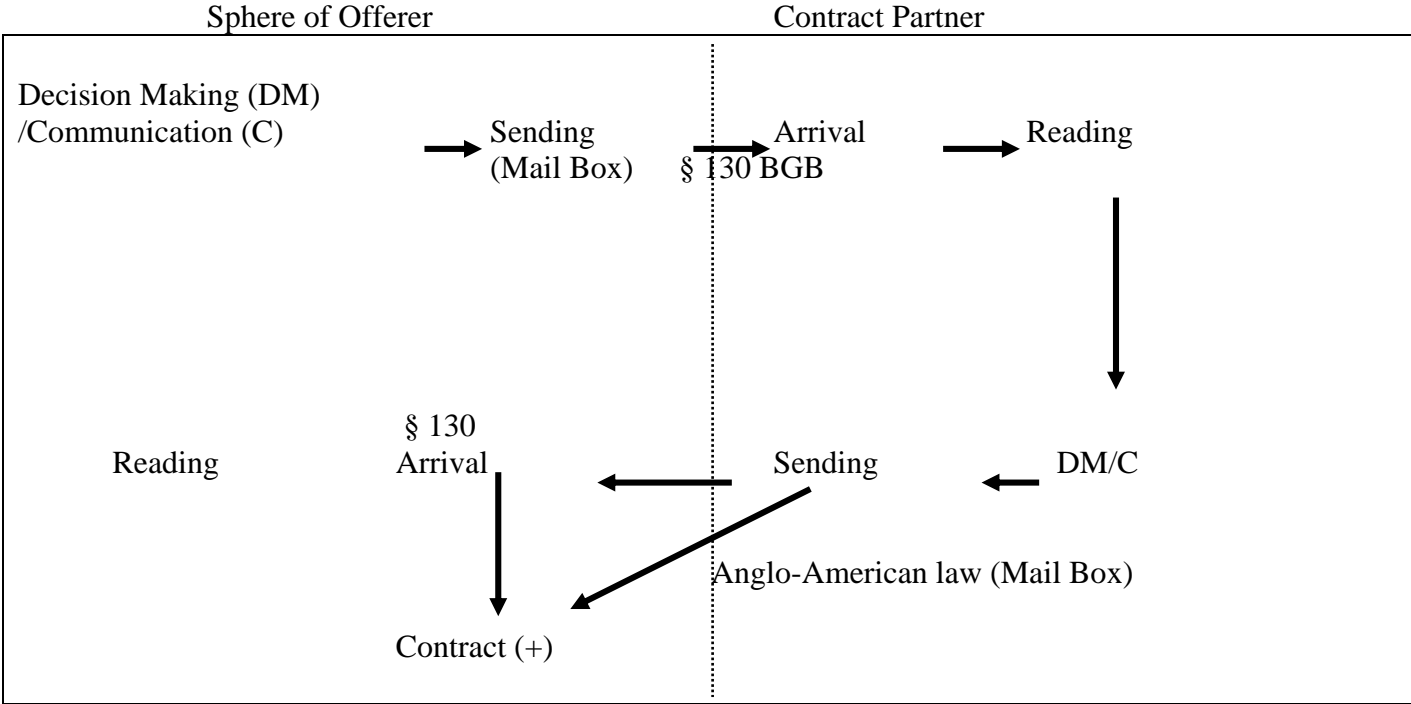 Sphere of Offerer Contract Partner
Decision Making (DM)
/Communication (C) Sending Arrival Reading
(Mail Box) § 130 BGB
§ 130
Reading Arrival Sending DM/C
Anglo-American law (Mail Box)
Contract (+)